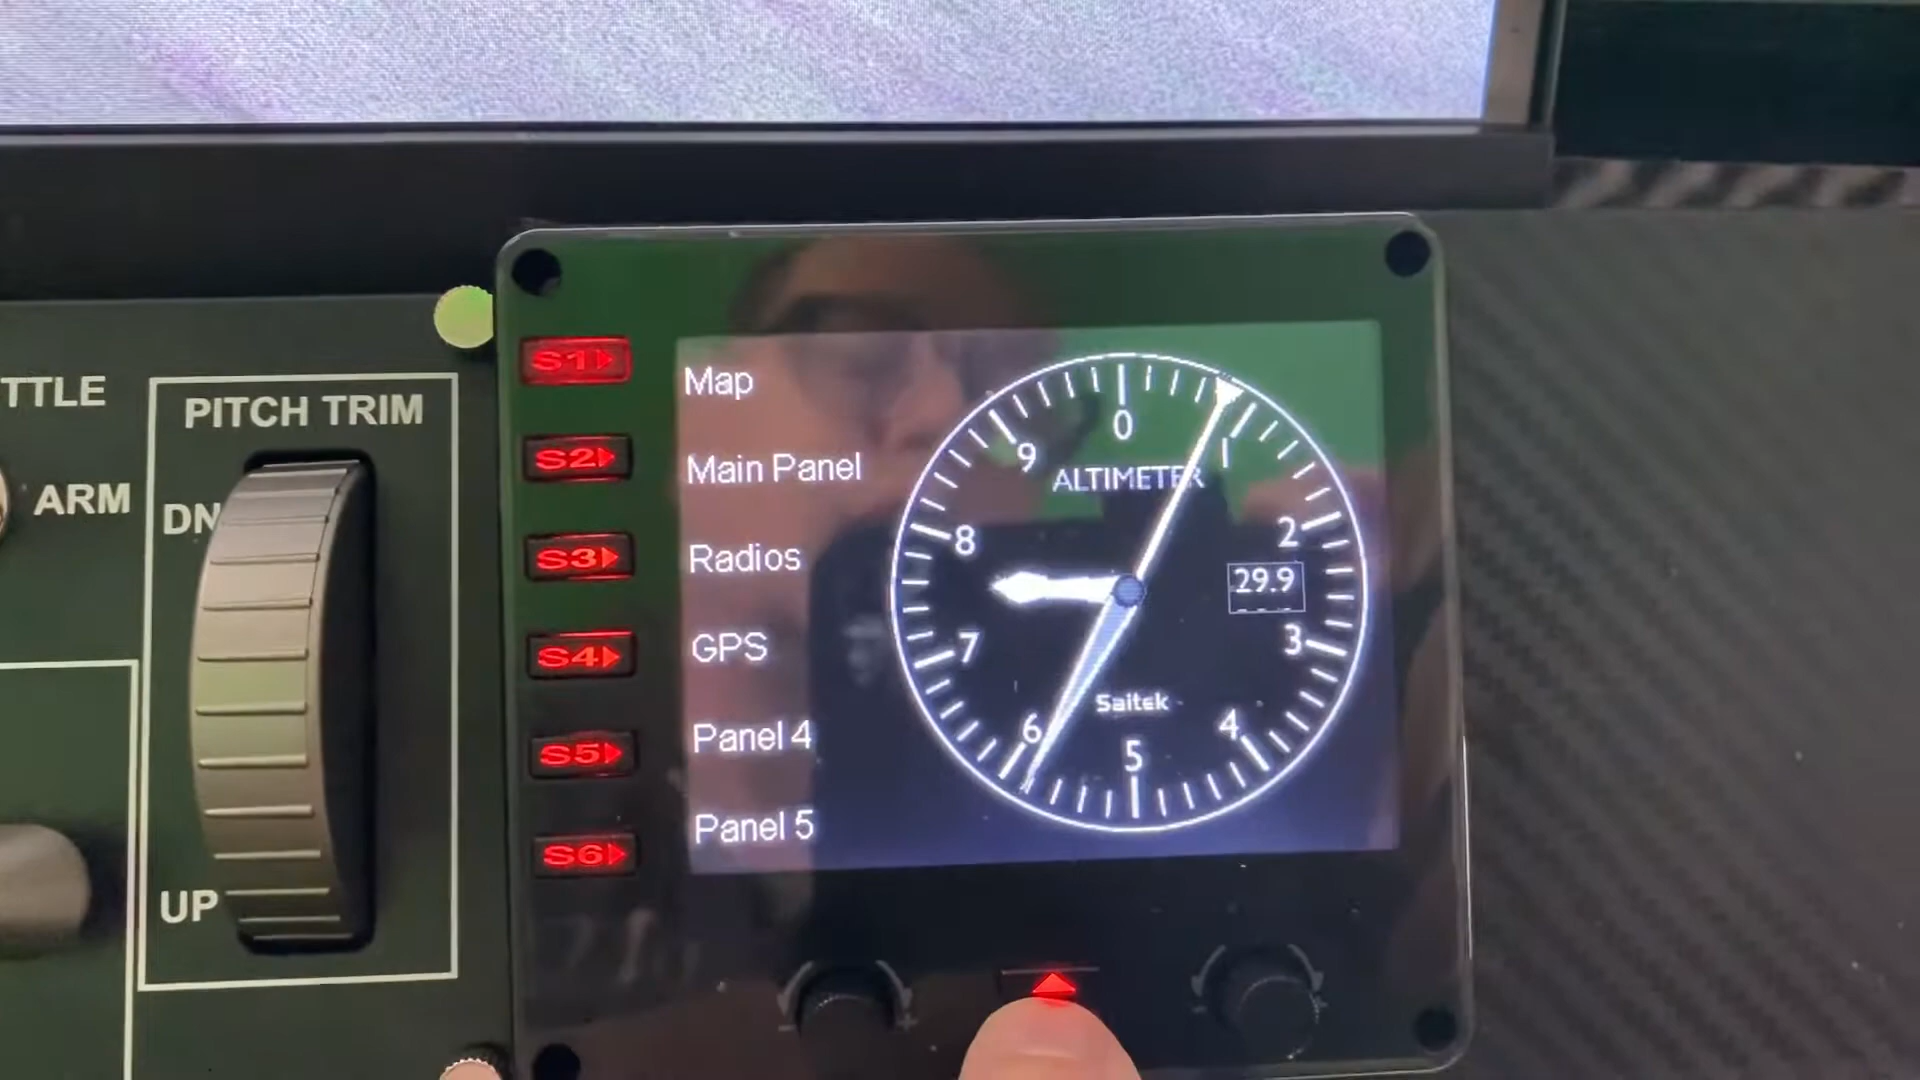 TTLE
ARM
PITCH TRIM
DN
UP
S1
S2
S3
S4
S5
S6
Map
Main Panel
Radios
GPS
Panel 4
Panel 5
0
1
2
3
4
5
6
7
8
9
ALTIMETER
29.9
Saitek